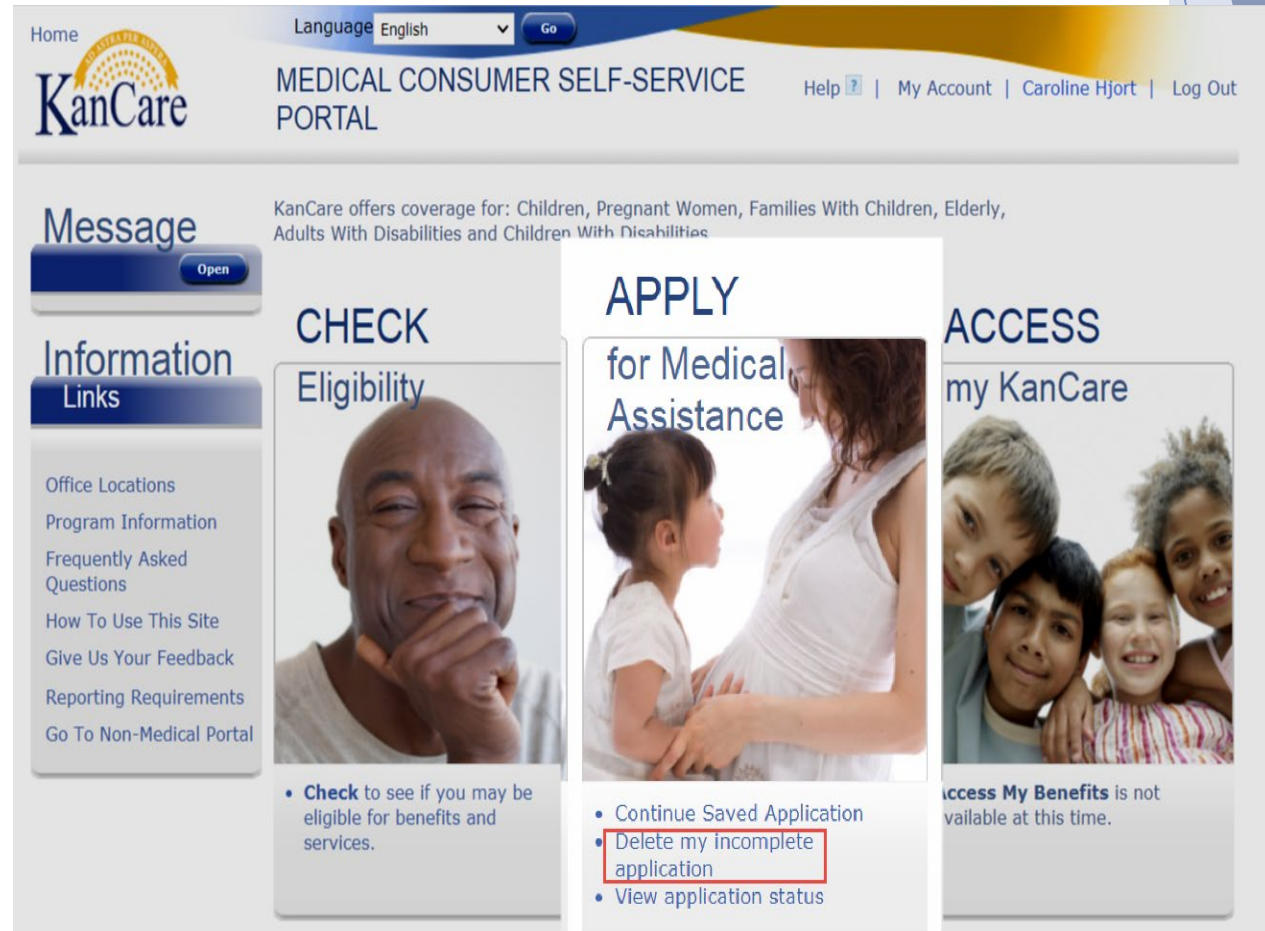 Home
Language English Go
AD ASTRA PER ASPERA
KanCare
MEDICAL CONSUMER SELF-SERVICE
PORTAL
Help ? | My Account | Caroline Hjort | Log Out
Message
Open
Information
Links
Office Locations
Program Information
Frequently Asked
Questions
How To Use This Site
Give Us Your Feedback
Reporting Requirements
Go To Non-Medical Portal
KanCare offers coverage for: Children, Pregnant Women, Families With Children, Elderly,
Adults With Disabilities and Children With Disabilities
CHECK
Eligibility
• Check to see if you may be
eligible for benefits and
services.
APPLY
for Medical
Assistance
• Continue Saved Application
• Delete my incomplete
application
• View application status
ACCESS
my KanCare
Access My Benefits is not
vailable at this time.